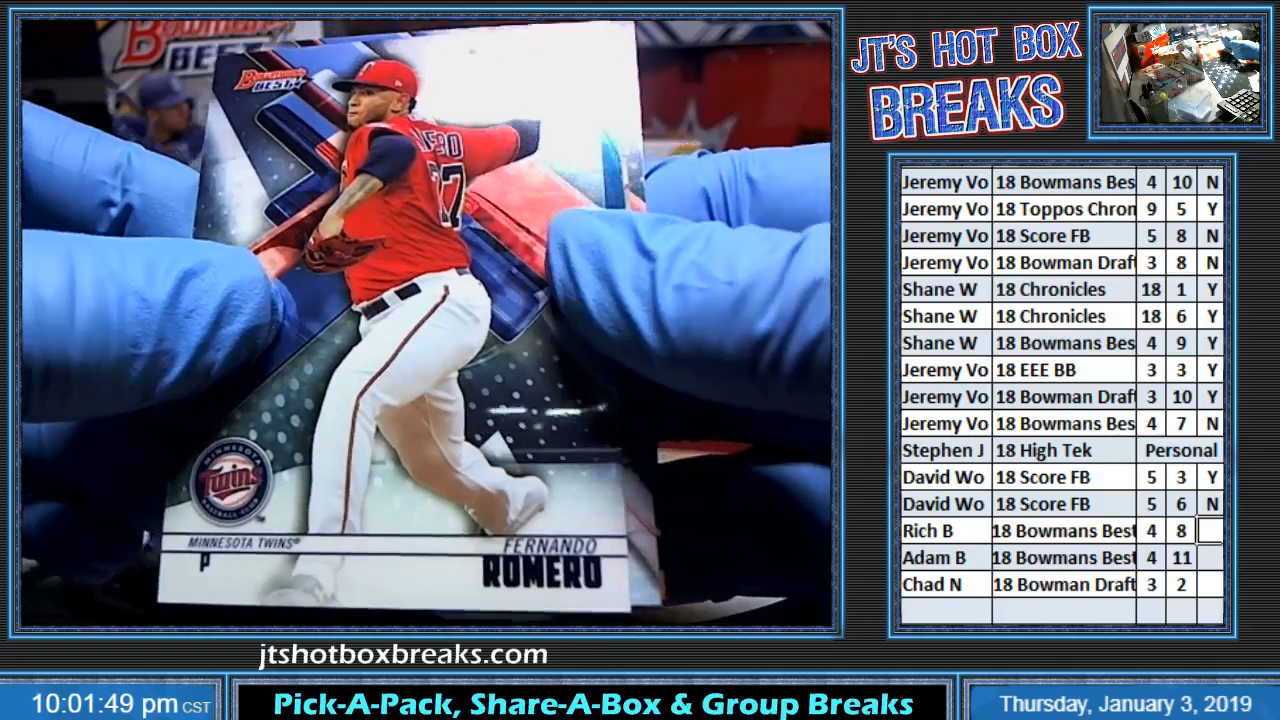 Bowman's
BEST
BOWMAN'S
BEST
27
MINNESOTA
Twins
BASEBALL CLUB
MINNESOTA TWINS®
P
FERNANDO
ROMERO
JT'S HOT BOX
BREAKS
Jeremy Vo 18 Bowmans Bes 4 10 N
Jeremy Vo 18 Toppos Chron 9 5 Y
Jeremy Vo 18 Score FB 5 8 N
Jeremy Vo 18 Bowman Draft 3 8 N
Shane W 18 Chronicles 18 1 Y
Shane W 18 Chronicles 18 6 Y
Shane W 18 Bowmans Bes 4 9 Y
Jeremy Vo 18 EEE BB 3 3 Y
Jeremy Vo 18 Bowman Draft 3 10 Y
Jeremy Vo 18 Bowmans Bes 4 7 N
Stephen J 18 High Tek Personal
David Wo 18 Score FB 5 3 Y
David Wo 18 Score FB 5 6 N
Rich B 18 Bowmans Best 4 8
Adam B 18 Bowmans Best 4 11
Chad N 18 Bowman Draft 3 2
jtshotboxbreaks.com
10:01:49 pm CST
Pick-A-Pack, Share-A-Box & Group Breaks
Thursday, January 3, 2019